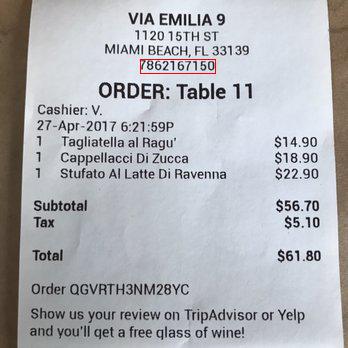 VIA EMILIA 9
1120 15TH ST
MIAMI BEACH, FL 33139
7862167150
ORDER: Table 11
Cashier: V.
27-Apr-2017 6:21:59P
1 Tagliatella al Ragu' $14.90
1 Cappellacci Di Zucca $18.90
1 Stufato Al Latte Di Ravenna $22.90
Subtotal $56.70
Tax $5.10
Total $61.80
Order QGVRTH3NM28YC
Show us your review on TripAdvisor or Yelp
and you'll get a free glass of wine!